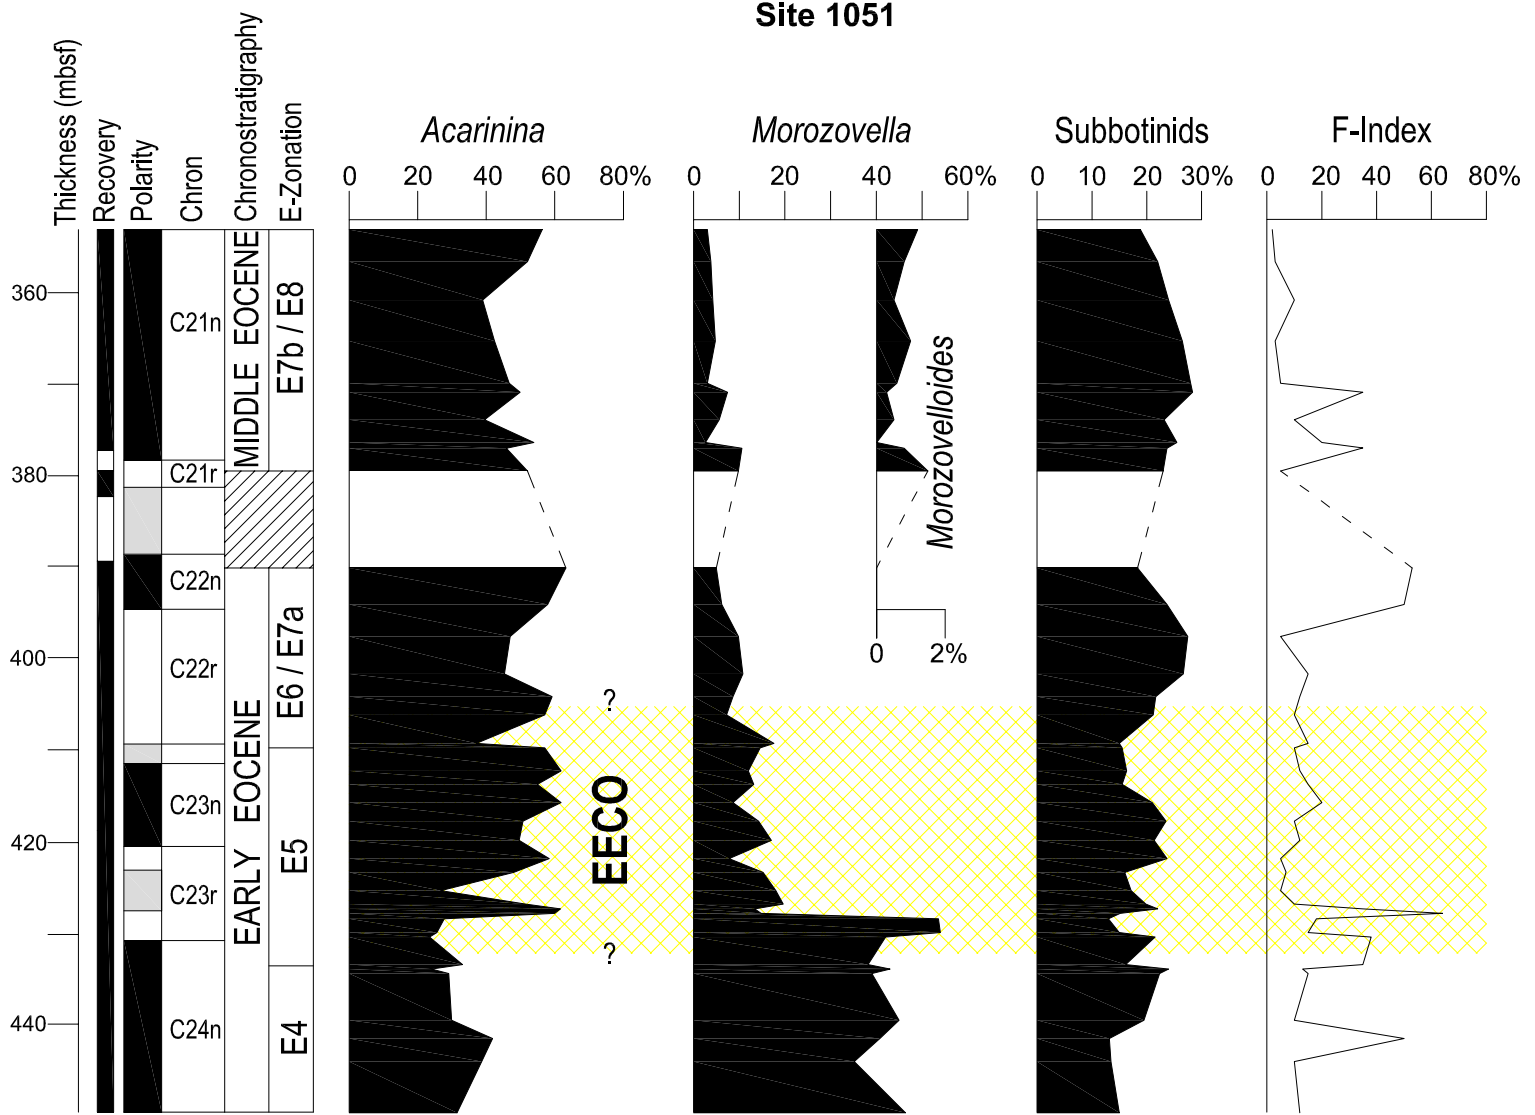 Site 1051
Thickness (mbsf)
Recovery
Polarity
Chron
Chronostratigraphy
E-Zonation
Acarinina
Morozovella
Subbotinids
F-Index
0 20 40 60 80%
0 20 40 60%
0 10 20 30%
0 20 40 60 80%
360
380
400
420
440
C21n
C21r
C22n
C22r
C23n
C23r
C24n
MIDDLE EOCENE
EARLY EOCENE
E7b / E8
E6 / E7a
E5
E4
Morozovelloides
0 2%
?
EECO
?